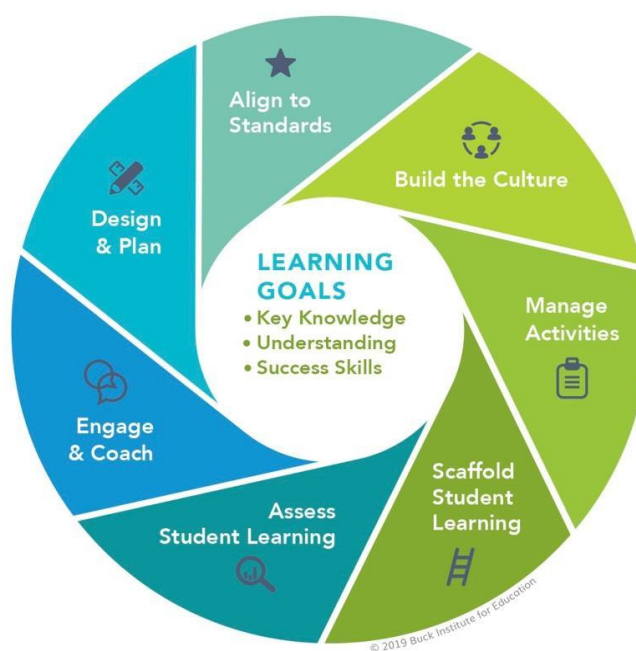 Align to
Standards
Build the Culture
Design
& Plan
LEARNING
GOALS
• Key Knowledge
• Understanding
• Success Skills
Manage
Activities
Engage
& Coach
Scaffold
Student
Learning
Assess
Student Learning
© 2019 Buck Institute for Education